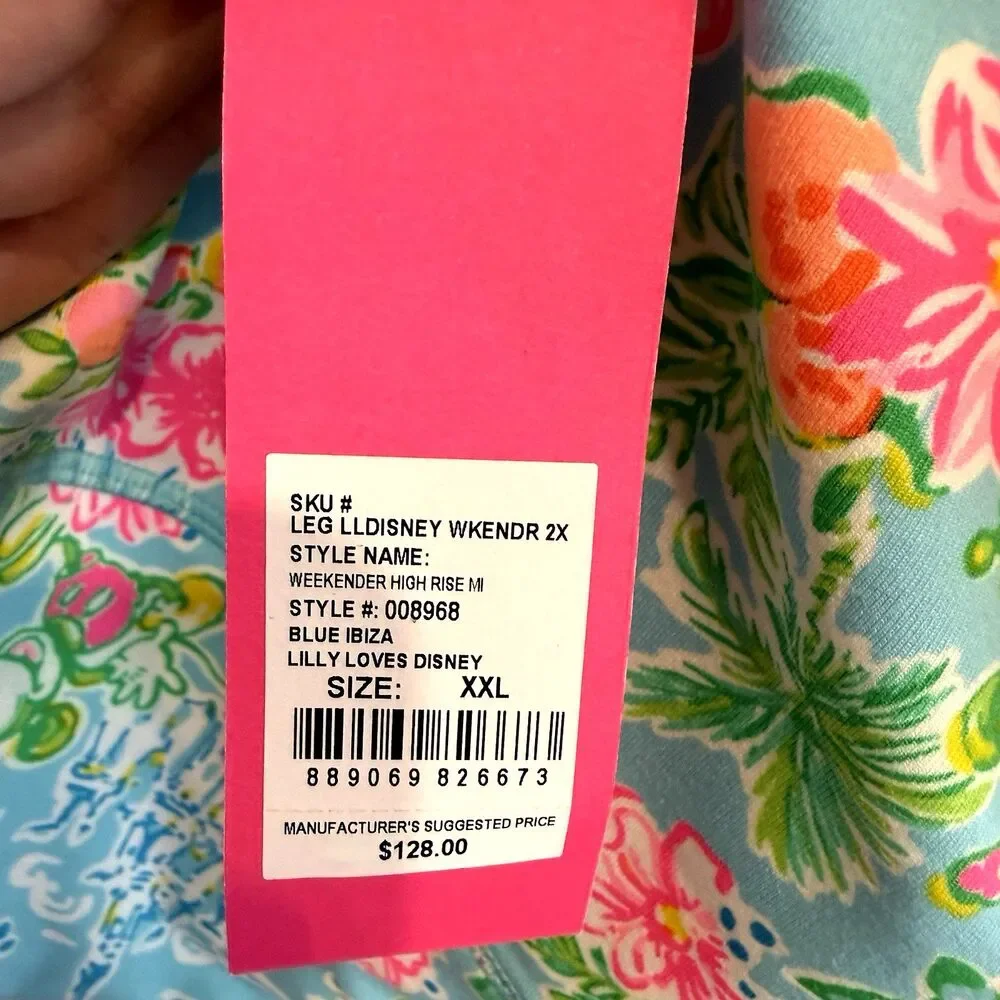 SKU #
LEG LLDISNEY WKENDR 2X
STYLE NAME:
WEEKENDER HIGH RISE MI
STYLE #: 008968
BLUE IBIZA
LILLY LOVES DISNEY
SIZE: XXL
889069 826673
MANUFACTURER'S SUGGESTED PRICE
$128.00